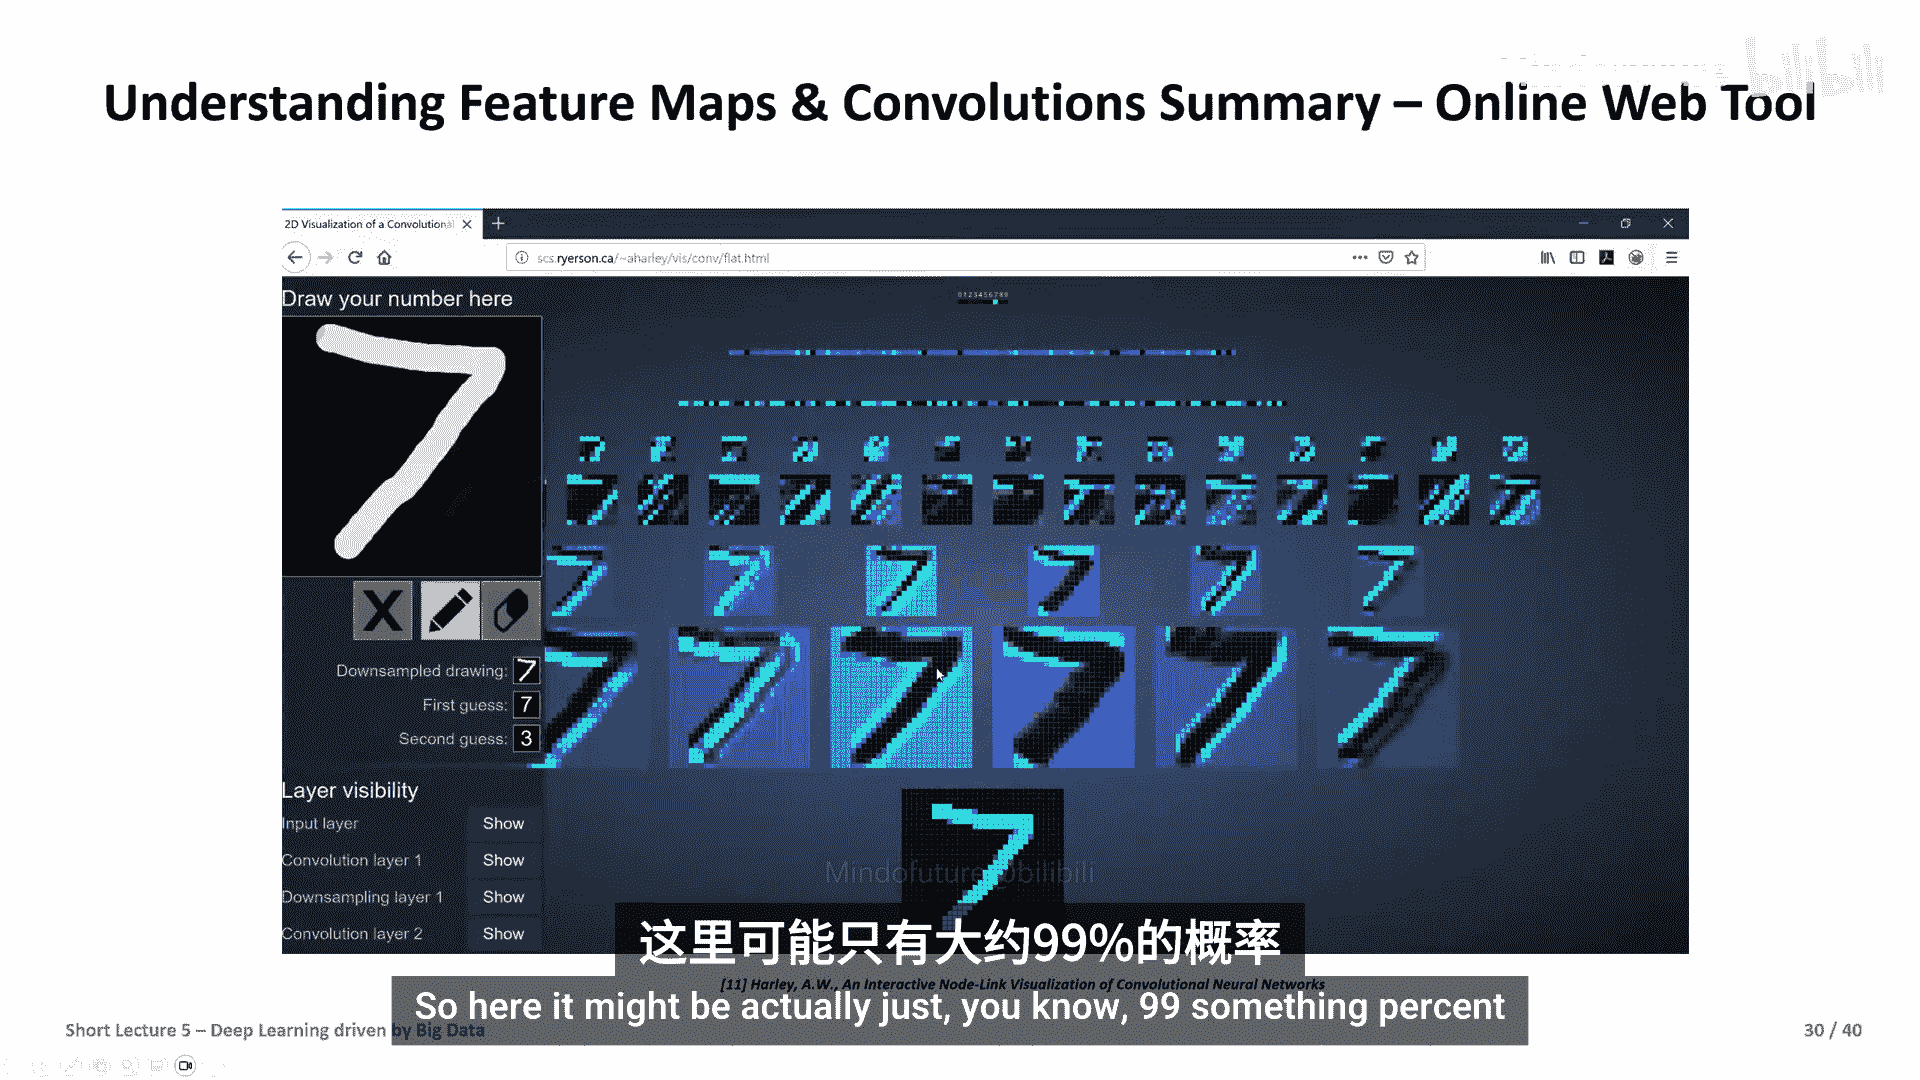 bilibili
Understanding Feature Maps & Convolutions Summary – Online Web Tool
2D Visualization of a Convolutional
scs.ryerson.ca/~aharley/vis/conv/flat.html
Draw your number here
0123456789
Downsampled drawing:
First guess: 7
Second guess: 3
Layer visibility
Input layer Show
Convolution layer 1 Show
Downsampling layer 1 Show
Convolution layer 2 Show
Mindofuture@bilibili
这里可能只有大约99%的概率
[11] Harley, A.W., An Interactive Node-Link Visualization of Convolutional Neural Networks
So here it might be actually just, you know, 99 something percent
Short Lecture 5 – Deep Learning driven by Big Data
30 / 40